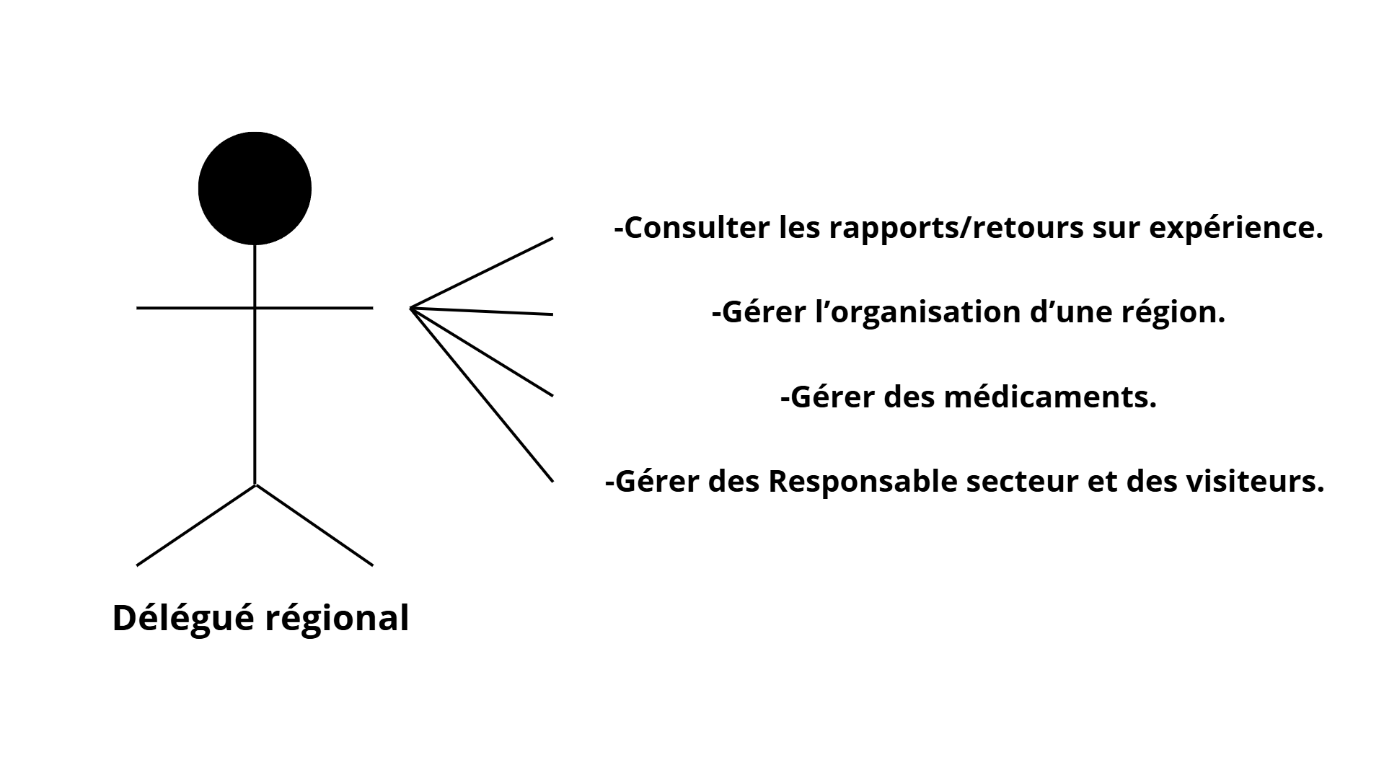 -Consulter les rapports/retours sur expérience.
-Gérer l’organisation d’une région.
-Gérer des médicaments.
-Gérer des Responsable secteur et des visiteurs.
Délégué régional